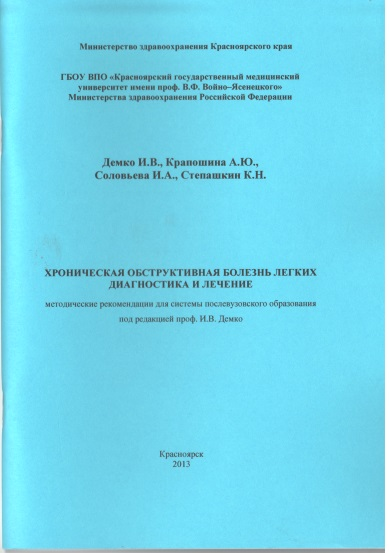 Министерство здравоохранения Красноярского края
ГБОУ ВПО «Красноярский государственный медицинский
университет имени проф. В.Ф. Войно–Ясенецкого»
Министерства здравоохранения Российской Федерации
Демко И.В., Крапошина А.Ю.,
Соловьева И.А., Степашкин К.Н.
ХРОНИЧЕСКАЯ ОБСТРУКТИВНАЯ БОЛЕЗНЬ ЛЕГКИХ
ДИАГНОСТИКА И ЛЕЧЕНИЕ
методические рекомендации для системы послевузовского образования
под редакцией проф. И.В. Демко
Красноярск
2013